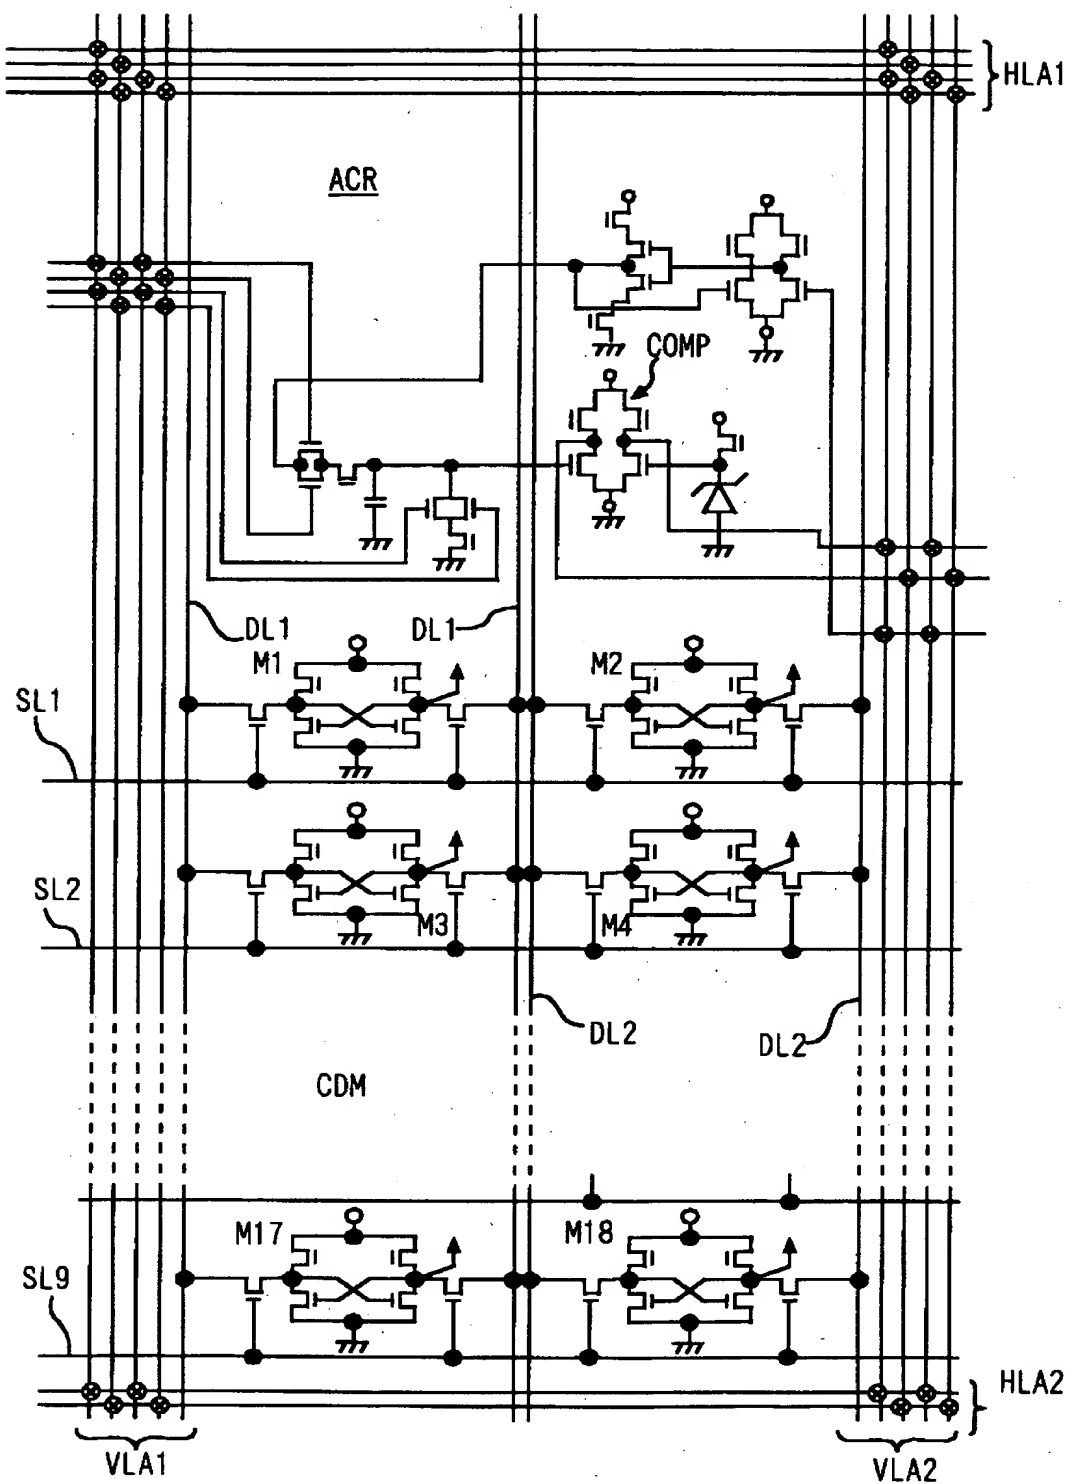 HLA1
ACR
COMP
DL1
DL1
M1
M2
SL1
SL2
M3
M4
DL2
DL2
CDM
M17
M18
SL9
HLA2
VLA1
VLA2